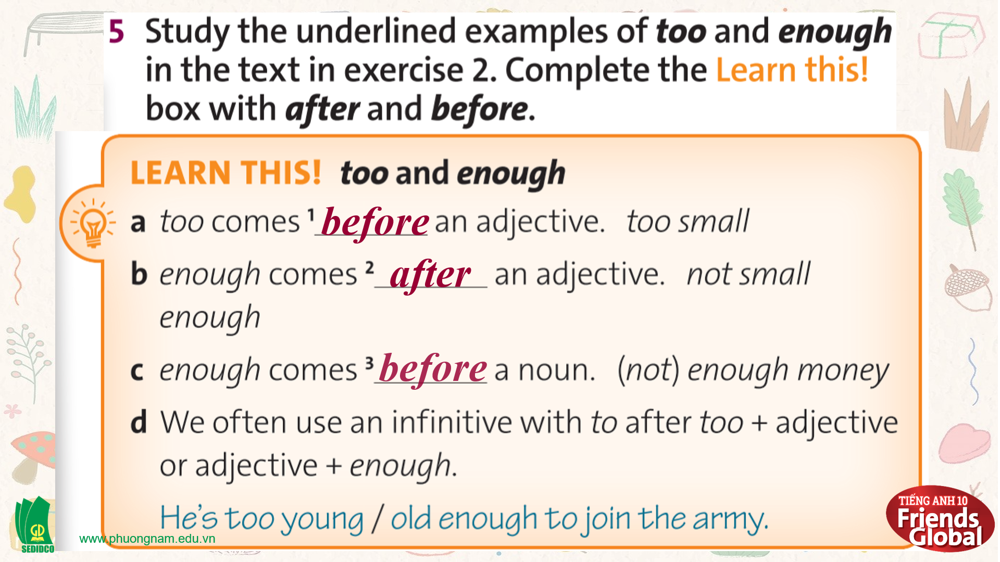 5 Study the underlined examples of too and enough
in the text in exercise 2. Complete the Learn this!
box with after and before.
LEARN THIS! too and enough
a too comes ¹ before an adjective. too small
b enough comes ² after an adjective. not small
enough
c enough comes ³ before a noun. (not) enough money
d We often use an infinitive with to after too + adjective
or adjective + enough.
He's too young / old enough to join the army.
www.phuongnam.edu.vn
GD
SEDIDCO
TIẾNG ANH 10
Friends
Global